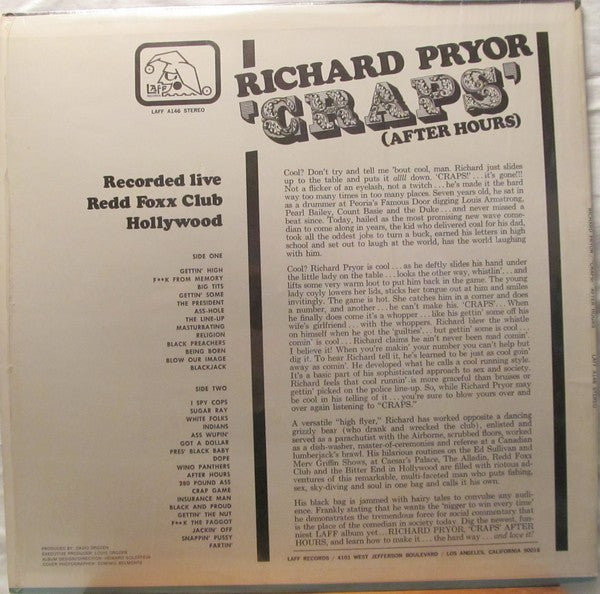 LAFF
RECORDS
LAFF A146 STEREO
RICHARD PRYOR
'CRAPS'
(AFTER HOURS)
Recorded live
Redd Foxx Club
Hollywood
SIDE ONE
GETTIN' HIGH
F**K FROM MEMORY
BIG TITS
GETTIN' SOME
THE PRESIDENT
ASS-HOLE
THE LINE-UP
MASTURRATING
RELIGION
BLACK PREACHERS
BEING BORN
BLOW OUR IMAGE
BLACKJACK
SIDE TWO
I SPY COPS
SUGAR RAY
WHITE FOLKS
INDIANS
ASS WUPIN'
GOT A DOLLAR
PRES' BLACK BABY
DOPE
WINO PANTHERS
AFTER HOURS
280 POUND ASS
CRAP GAME
INSURANCE MAN
BLACK AND PROUD
GETTIN' THE NUT
F**K THE FAGGOT
JACKIN' OFF
SNAPPIN' PUSSY
FARTIN'
PRODUCED BY: DAVID DROZEN
EXECUTIVE PRODUCER: LOUIS DROZEN
ALBUM DESIGN/DIRECTION: HOWARD GOLDSTEIN
COVER PHOTOGRAPHER: DOMENIC BELMONTE
Cool? Don't try and tell me 'bout cool, man. Richard just slides
up to the table and puts it allll down. 'CRAPS!' . . . it's gone!!!
Not a flicker of an eyelash, not a twitch . . . he's made it the hard
way too many times in too many places. Seven years old, he sat in
as a drummer at Peoria's Famous Door digging Louis Armstrong,
Pearl Bailey, Count Basie and the Duke . . . and never missed a
beat since. Today, hailed as the most promising new wave come-
dian to come along in years, the kid who delivered coal for his dad,
took all the oddest jobs to turn a buck, earned his letters in high
school and set out to laugh at the world, has the world laughing
with him.
Cool? Richard Pryor is cool . . . as he deftly slides his hand under
the little lady on the table . . . looks the other way, whistlin' . . . and
lifts some very warm loot to put him back in the game. The young
lady coyly lowers her lids, sticks her tongue out at him and smiles
invitingly. The game is hot. She catches him in a corner and does
a number, and another . . . he can't make his 'CRAPS'. . . When
he finally does come it's a whopper . . . like his gettin' some off his
wife's girlfriend . . . with the whoppers. Richard blew the whistle
on himself when he got the 'guilties' . . . but gettin' some is cool . . .
comin' is cool . . . Richard claims he ain't never been mad comin'.
I believe it! When you're makin' your number you can't help but
dig it. To hear Richard tell it, he's learned to be just as cool goin'
away as comin'. He developed what he calls a cool running style.
It's a basic part of his sophisticated approach to sex and society.
Richard feels that cool runnin' is more graceful than bruises or
getting' picked on the police line-up. So, while Richard Pryor may
be cool in his telling of it . . . you're sure to blow yours over and
over again listening to "CRAPS."
A versatile "high flyer," Richard has worked opposite a dancing
grizzly bear (who drank and wrecked the club), enlisted and
served as a parachutist with the Airborne, scrubbed floors, worked
as a dish-washer, master-of-ceremonies and referee at a Canadian
lumberjack's brawl. His hilarious routines on the Ed Sullivan and
Merv Griffin Shows, at Caesar's Palace, The Alladin, Redd Foxx
Club and the Bitter End in Hollywood are filled with riotous ad-
ventures of this remarkable, multi-faceted man who puts fishing,
sex, sky-diving and soul in one bag and calls it his own.
His black bag is jammed with hairy tales to convulse any audi-
ence. Frankly stating that he wants the "nigger to win every time"
he demonstrates the tremendous force for social commentary that
is the place of the comedian in society today. Dig the newest, fun-
niest LAFF album yet... RICHARD PRYOR, 'CRAPS' AFTER
HOURS, and learn how to make it . . . the hard way . . . and love it!
LAFF RECORDS / 4101 WEST JEFFERSON BOULEVARD / LOS ANGELES, CALIFORNIA 90016
RICHARD PRYOR "CRAPS" AFTER HOURS